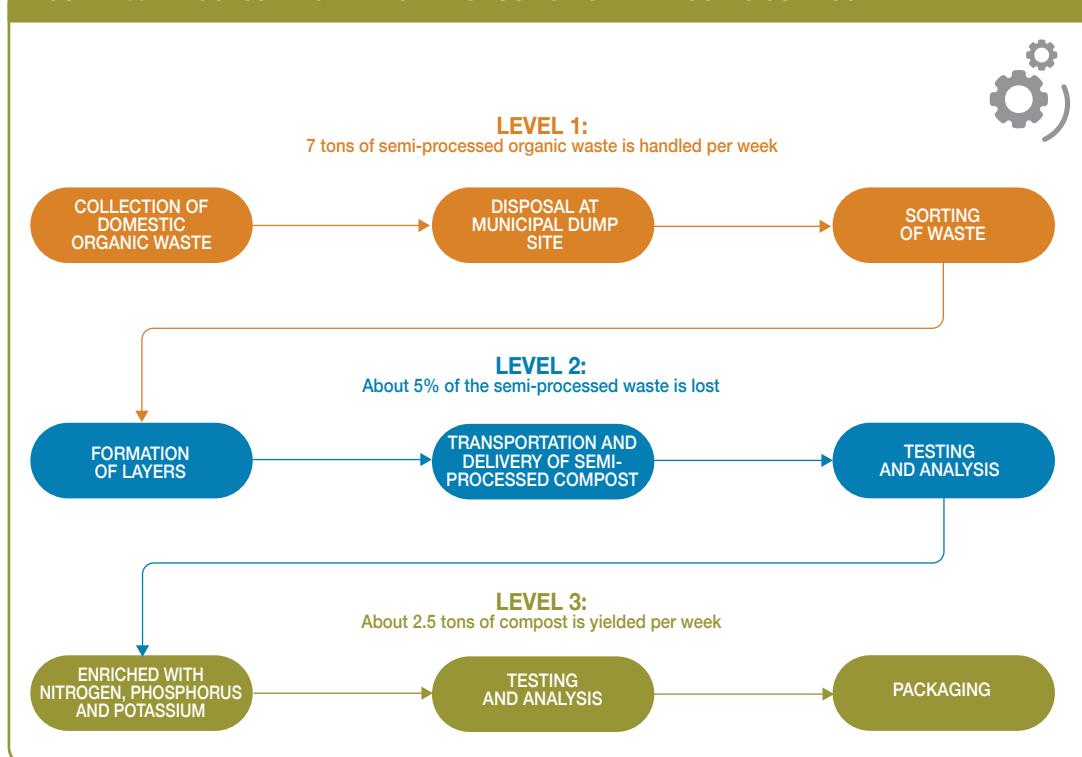 LEVEL 1:
7 tons of semi-processed organic waste is handled per week
COLLECTION OF
DOMESTIC
ORGANIC WASTE
DISPOSAL AT
MUNICIPAL DUMP
SITE
SORTING
OF WASTE
LEVEL 2:
About 5% of the semi-processed waste is lost
FORMATION
OF LAYERS
TRANSPORTATION AND
DELIVERY OF SEMI-
PROCESSED COMPOST
TESTING
AND ANALYSIS
LEVEL 3:
About 2.5 tons of compost is yielded per week
ENRICHED WITH
NITROGEN, PHOSPHORUS
AND POTASSIUM
TESTING
AND ANALYSIS
PACKAGING